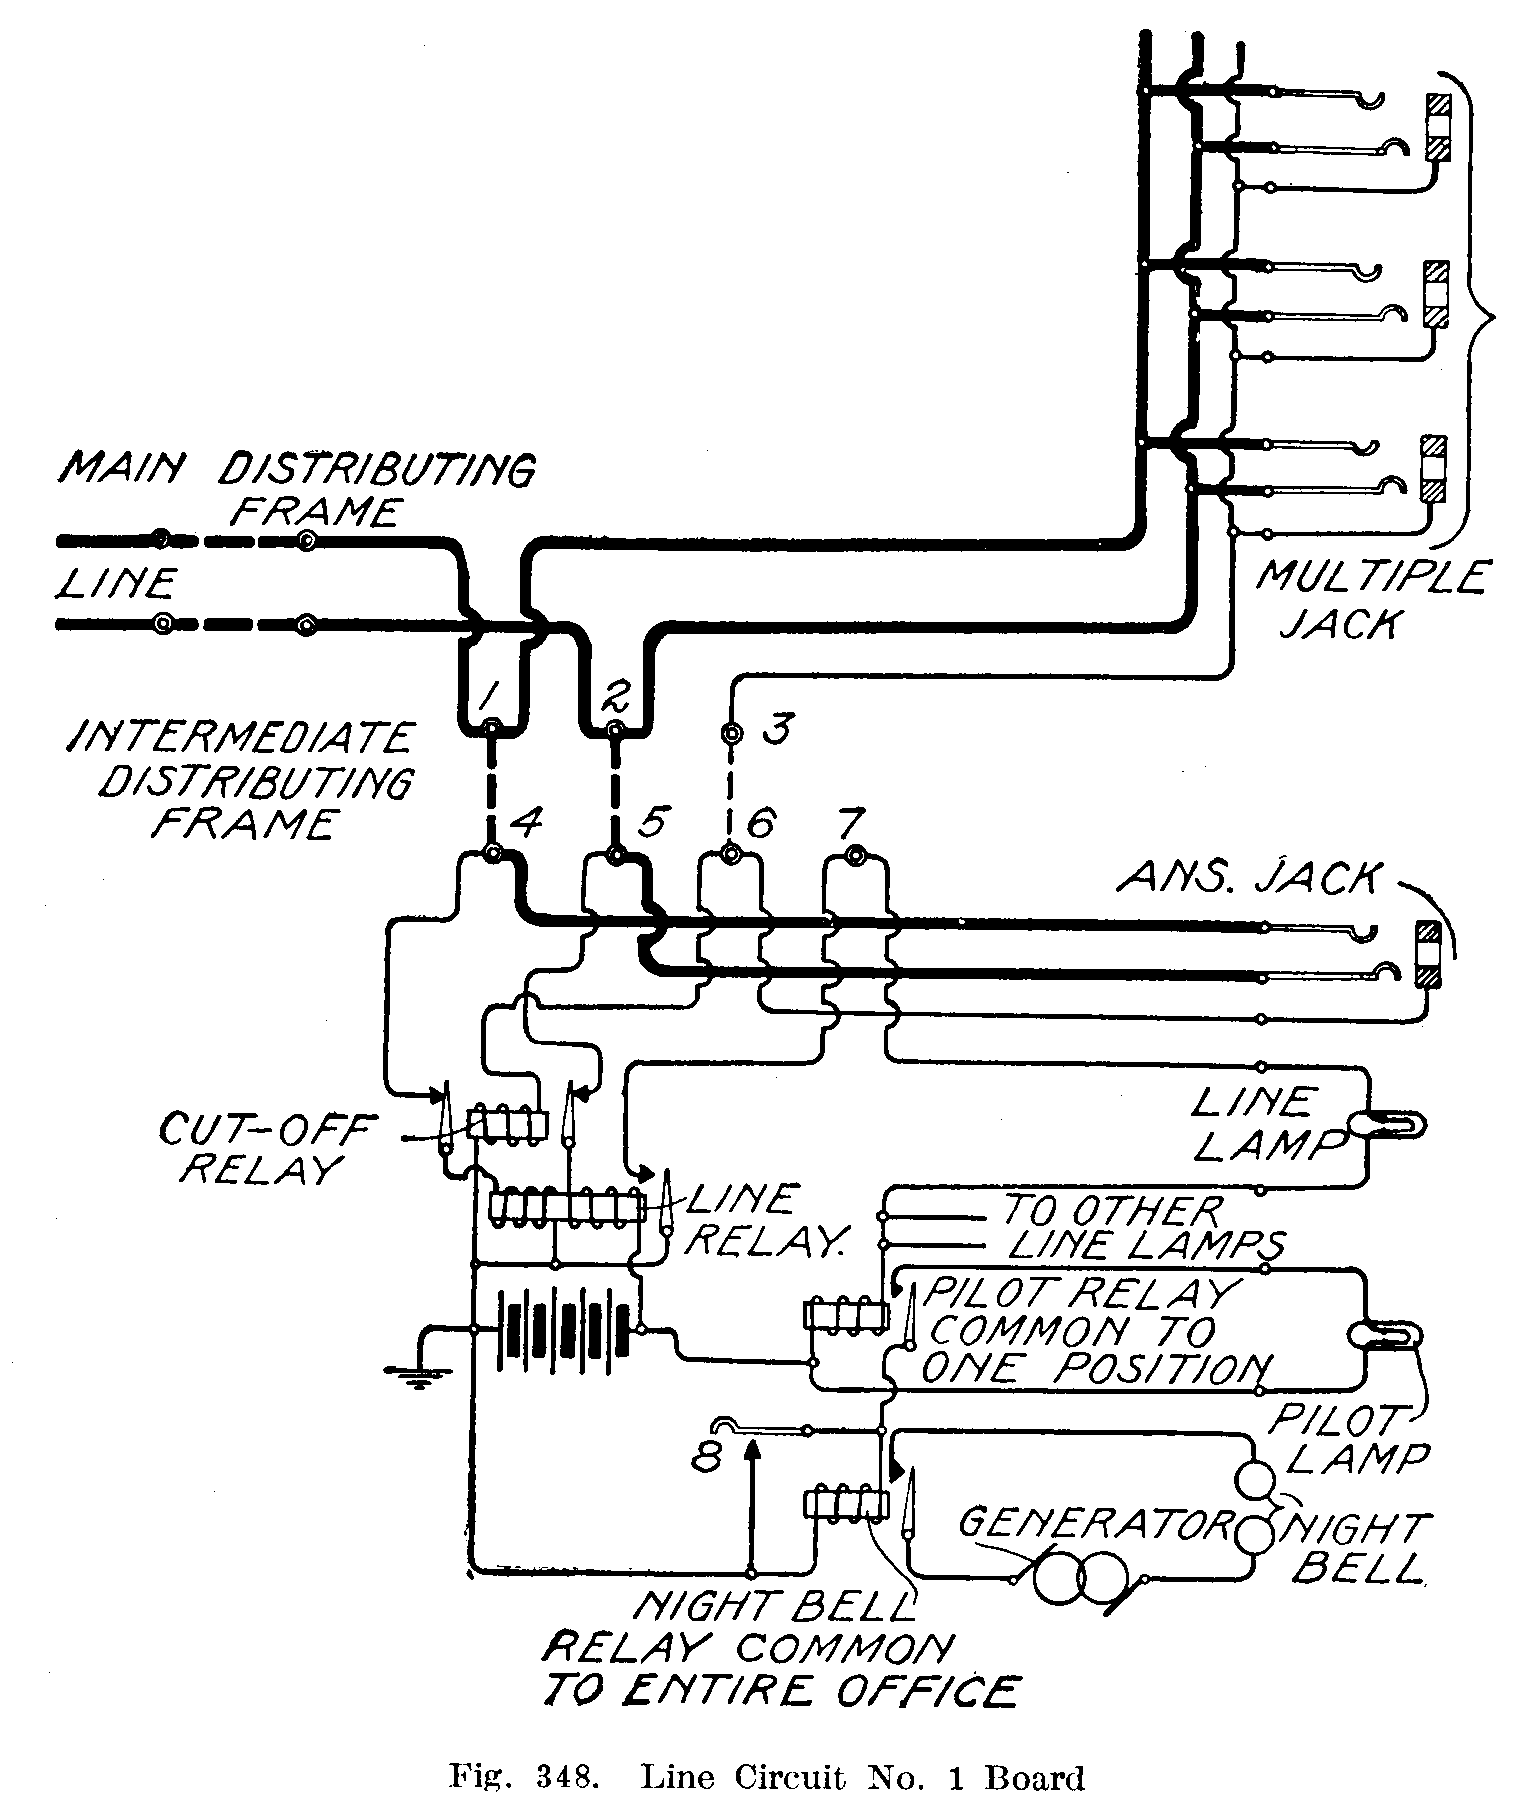 MAIN DISTRIBUTING
FRAME
LINE
MULTIPLE
JACK
1
2
3
INTERMEDIATE
DISTRIBUTING
FRAME
4
5
6
7
ANS. JACK
CUT-OFF
RELAY
LINE
LAMP
LINE
RELAY.
TO OTHER
LINE LAMPS
PILOT RELAY
COMMON TO
ONE POSITION
PILOT
LAMP
8
GENERATOR
NIGHT
BELL
NIGHT BELL
RELAY COMMON
TO ENTIRE OFFICE
Fig. 348. Line Circuit No. 1 Board